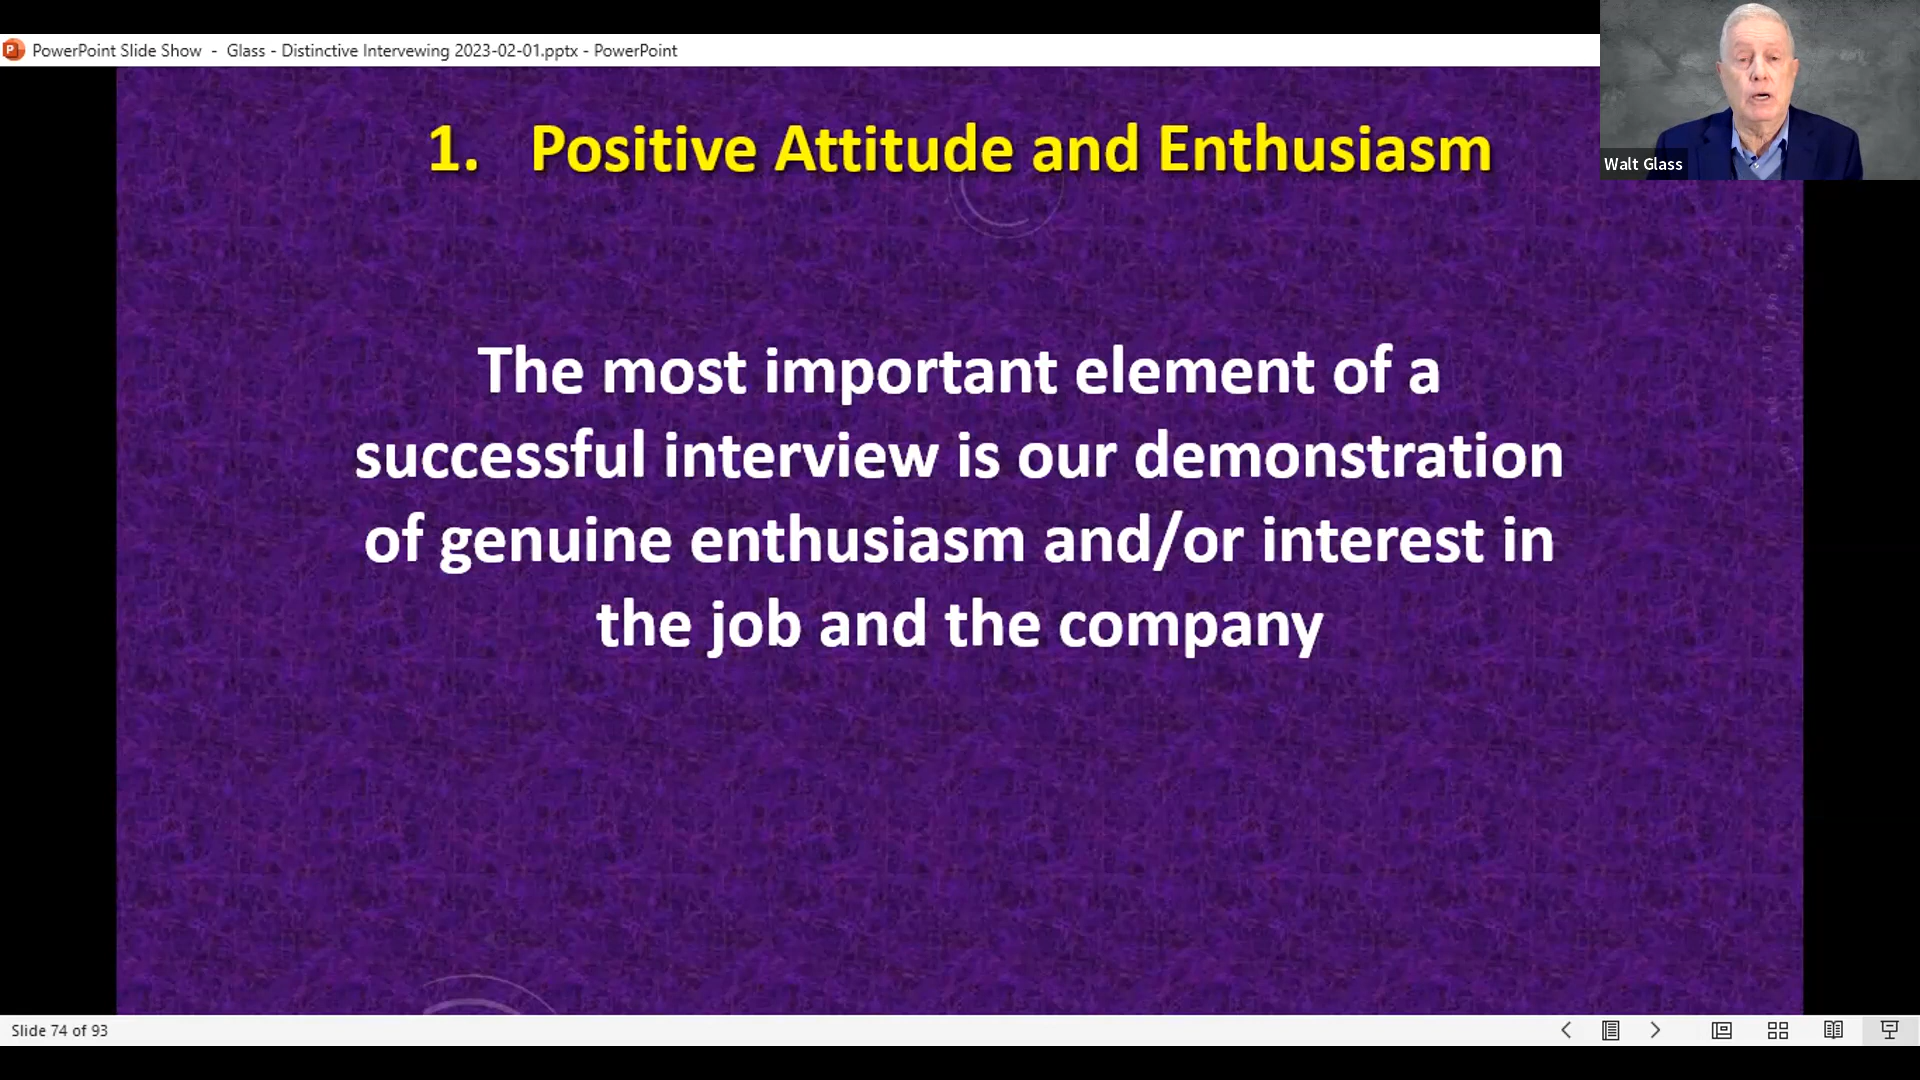 PowerPoint Slide Show - Glass - Distinctive Intervewing 2023-02-01.pptx - PowerPoint
Walt Glass
1. Positive Attitude and Enthusiasm
The most important element of a
successful interview is our demonstration
of genuine enthusiasm and/or interest in
the job and the company
Slide 74 of 93